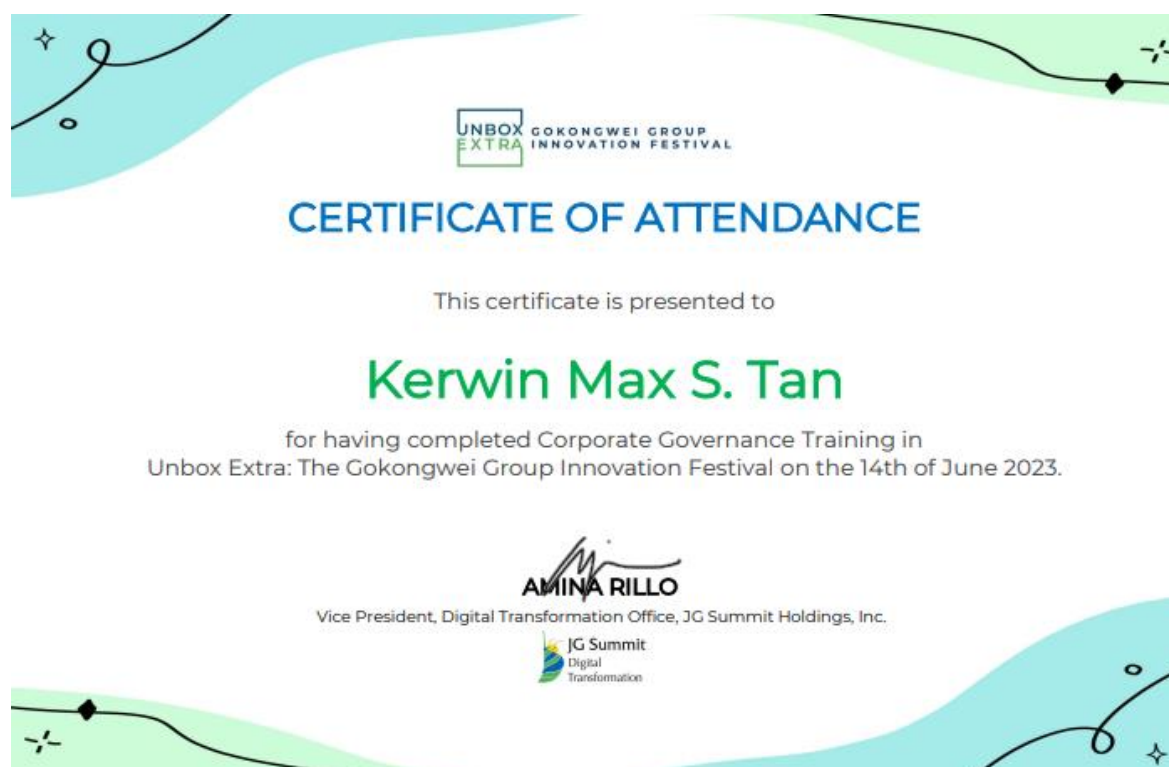 UNBOX EXTRA
GOKONGWEI GROUP
INNOVATION FESTIVAL
CERTIFICATE OF ATTENDANCE
This certificate is presented to
Kerwin Max S. Tan
for having completed Corporate Governance Training in
Unbox Extra: The Gokongwei Group Innovation Festival on the 14th of June 2023.
AMINA RILLO
Vice President, Digital Transformation Office, JG Summit Holdings, Inc.
JG Summit
Digital
Transformation